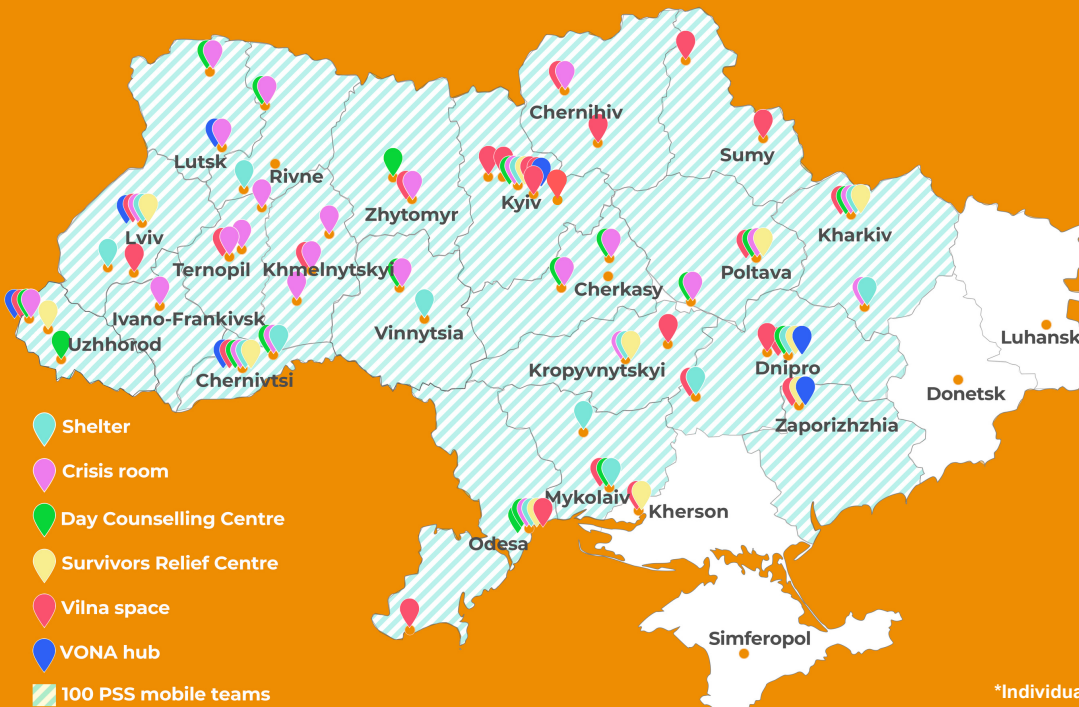 Chernihiv
Sumy
Lutsk
Rivne
Zhytomyr
Kyiv
Kharkiv
Lviv
Ternopil
Khmelnytskyi
Poltava
Cherkasy
Ivano-Frankivsk
Vinnytsia
Uzhhorod
Luhansk
Chernivtsi
Kropyvnytskyi
Dnipro
Donetsk
Zaporizhzhia
Shelter
Crisis room
Mykolaiv
Kherson
Day Counselling Centre
Odesa
Survivors Relief Centre
Vilna space
Simferopol
VONA hub
100 PSS mobile teams
*Individua